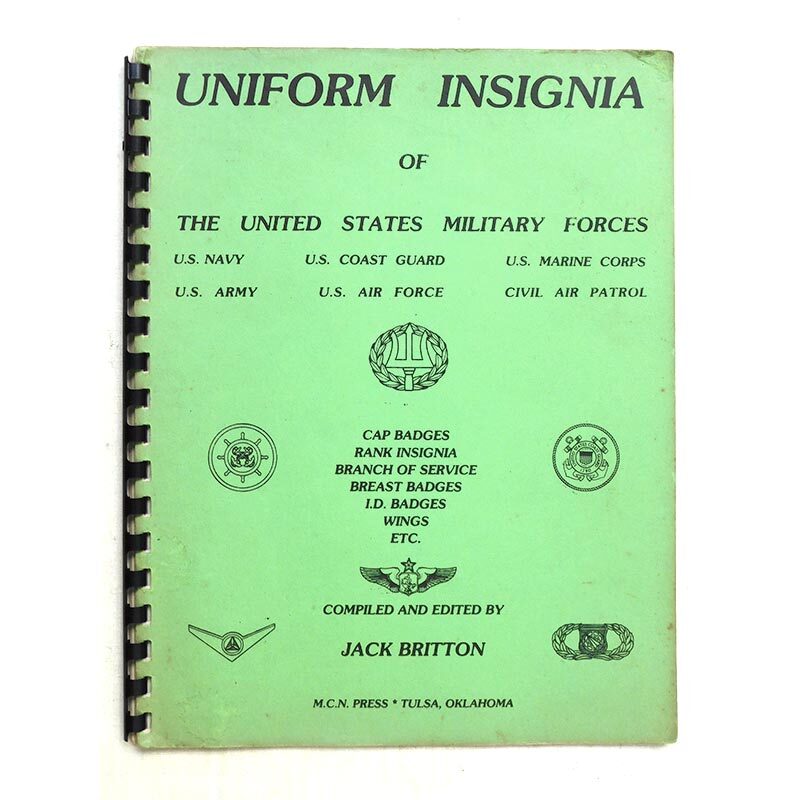 UNIFORM INSIGNIA
OF
THE UNITED STATES MILITARY FORCES
U.S. NAVY U.S. COAST GUARD U.S. MARINE CORPS
U.S. ARMY U.S. AIR FORCE CIVIL AIR PATROL
CAP BADGES
RANK INSIGNIA
BRANCH OF SERVICE
BREAST BADGES
I.D. BADGES
WINGS
ETC.
COMPILED AND EDITED BY
JACK BRITTON
M.C.N. PRESS * TULSA, OKLAHOMA